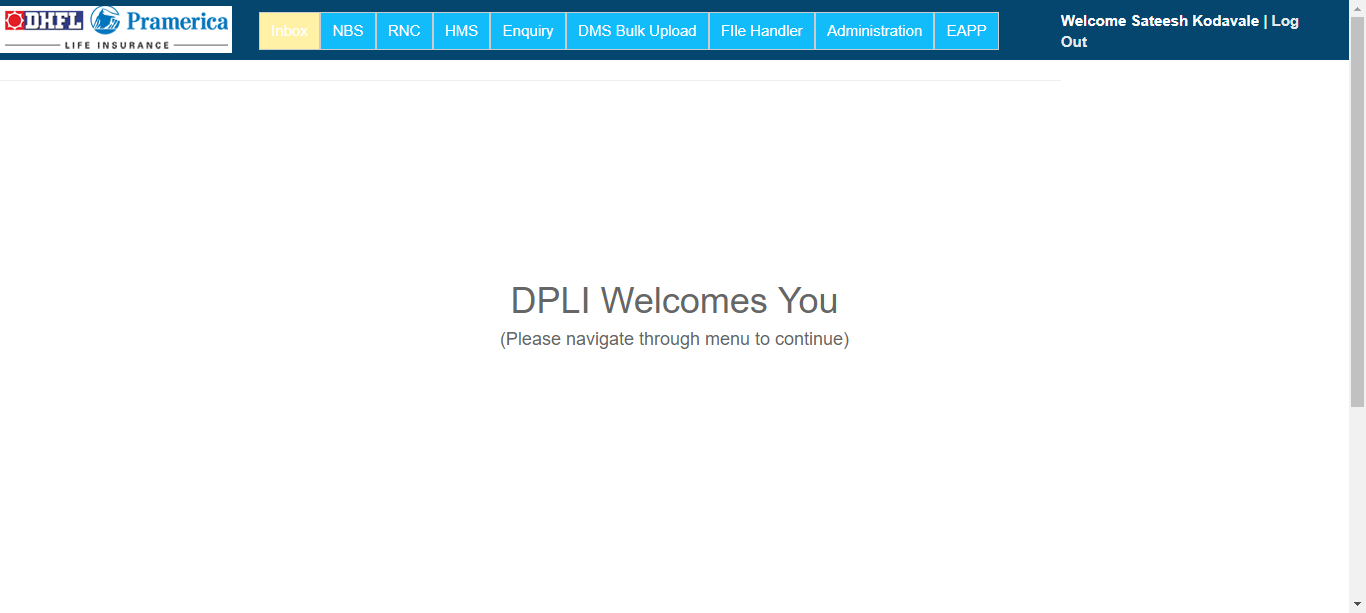 DHFL Pramerica
LIFE INSURANCE
Inbox NBS RNC HMS Enquiry DMS Bulk Upload FIle Handler Administration EAPP
Welcome Sateesh Kodavale | Log
Out
DPLI Welcomes You
(Please navigate through menu to continue)